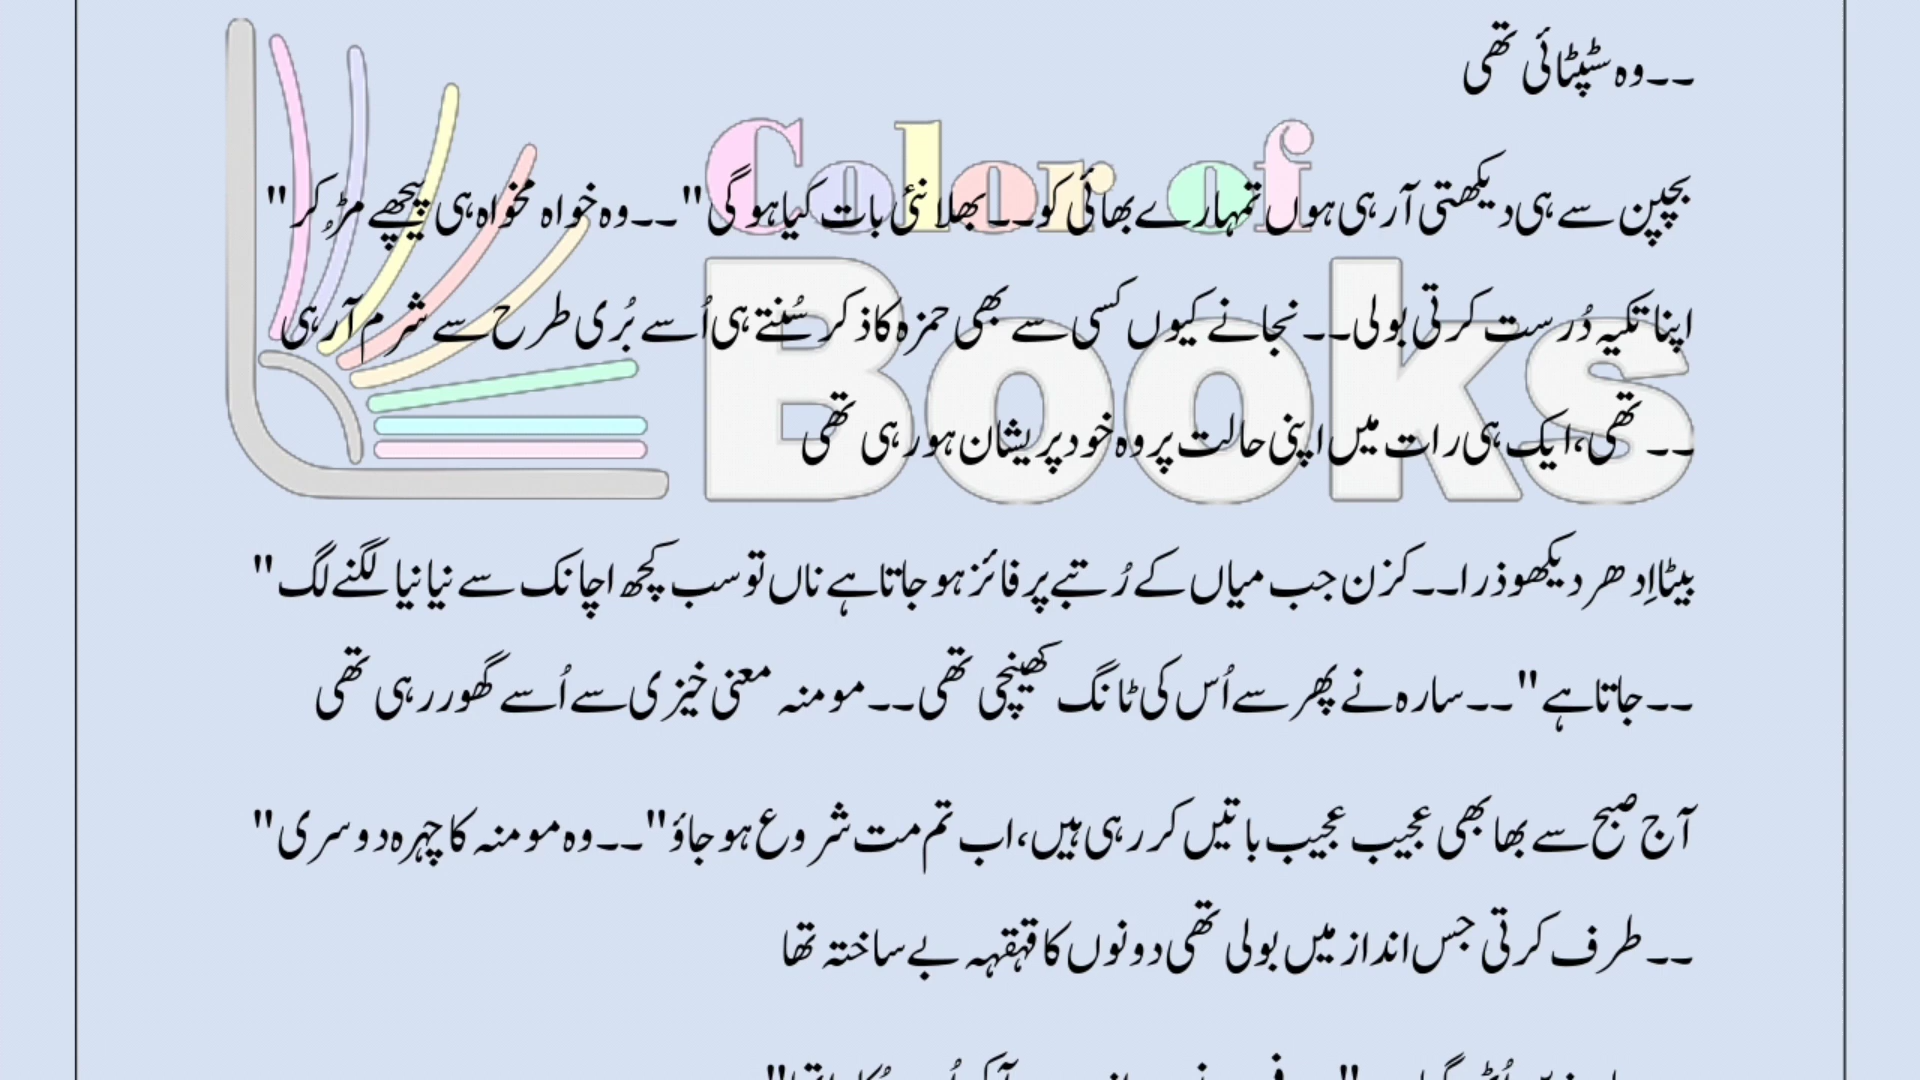 ۔۔وہ سٹپٹائی تھی
Color of
Books
بچپن سے ہی دیکھتی آرہی ہوں تمہارے بھائی کو۔۔ بھلا نئی بات کیا ہوگی"۔۔وہ خواہ مخواہ ہی پیچھے مڑ کر "
اپنا تکیہ دُرست کرتی بولی۔۔ نجانے کیوں کسی سے بھی حمزہ کا ذکر سُنتے ہی اُسے بُری طرح سے شرم آرہی
۔۔ تھی، ایک ہی رات میں اپنی حالت پر وہ خود پریشان ہورہی تھی
بیٹا اِدھر دیکھو ذرا۔۔ کزن جب میاں کے رُتبے پر فائز ہو جاتا ہے ناں تو سب کچھ اچانک سے نیا نیا لگنے لگ "
۔۔جاتا ہے "۔۔ سارہ نے پھر سے اُس کی ٹانگ کھینچی تھی۔۔ مومنہ معنی خیزی سے اُسے گھور رہی تھی
آج صبح سے بھابھی عجیب عجیب باتیں کررہی ہیں، اب تم مت شروع ہو جاؤ"۔۔ وہ مومنہ کا چہرہ دوسری "
۔۔ طرف کرتی جس انداز میں بولی تھی دونوں کا قہقہہ بے ساختہ تھا